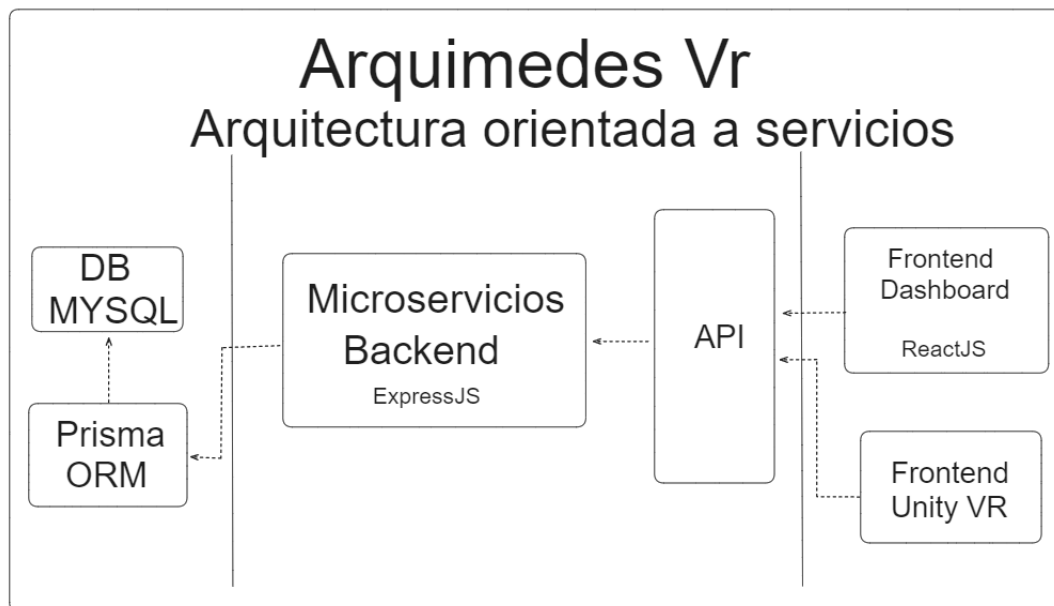 Arquimedes Vr
Arquitectura orientada a servicios
DB
MYSQL
Prisma
ORM
Microservicios
Backend
ExpressJS
API
Frontend
Dashboard
ReactJS
Frontend
Unity VR